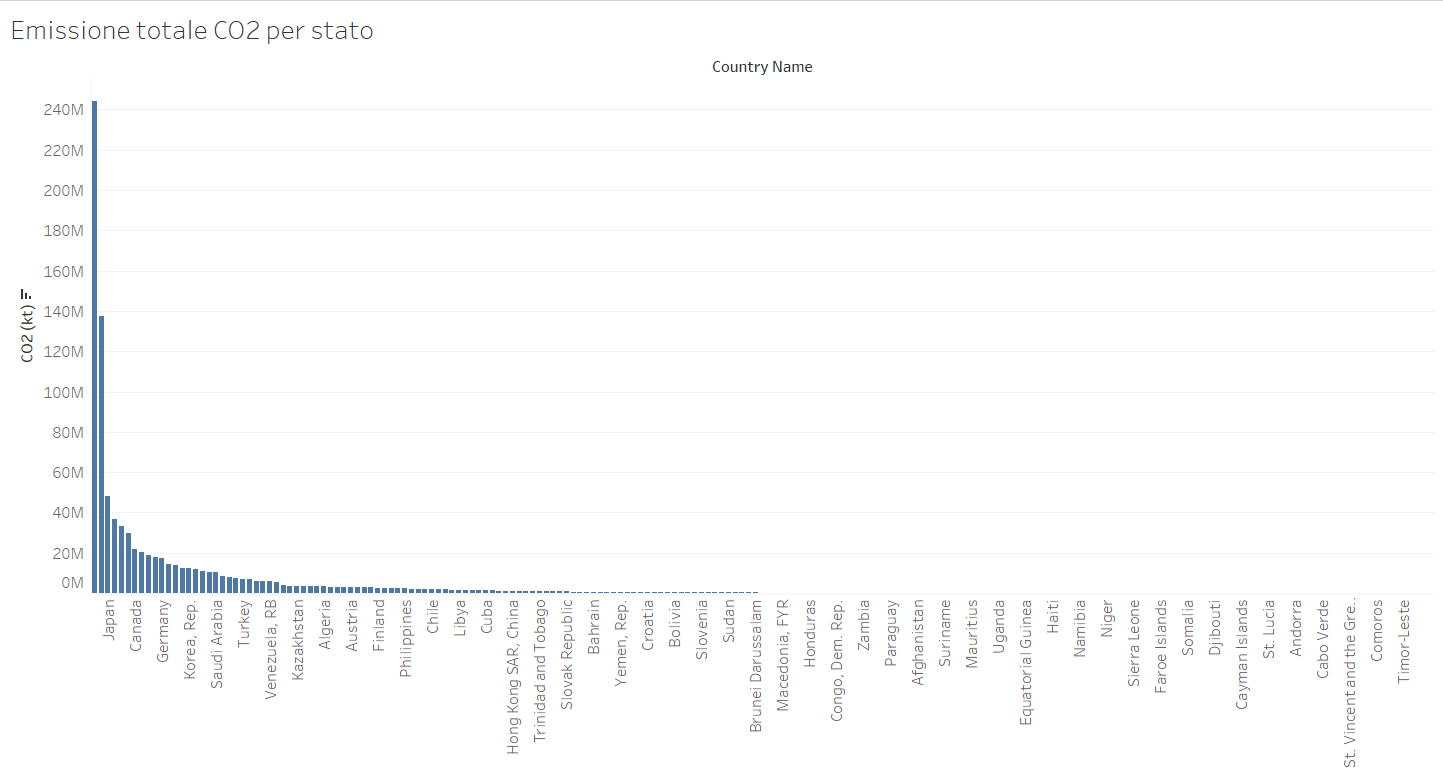 Emissione totale CO2 per stato
Country Name
240M
220M
200M
180M
160M
140M
120M
100M
80M
60M
40M
20M
0M
CO2 (kt)
Japan
Canada
Germany
Korea, Rep.
Saudi Arabia
Turkey
Venezuela, RB
Kazakhstan
Algeria
Austria
Finland
Philippines
Chile
Libya
Cuba
Hong Kong SAR, China
Trinidad and Tobago
Slovak Republic
Bahrain
Yemen, Rep.
Croatia
Bolivia
Slovenia
Sudan
Brunei Darussalam
Macedonia, FYR
Honduras
Congo, Dem. Rep.
Zambia
Paraguay
Afghanistan
Suriname
Mauritius
Uganda
Equatorial Guinea
Haiti
Namibia
Niger
Sierra Leone
Faroe Islands
Somalia
Djibouti
Cayman Islands
St. Lucia
Andorra
Cabo Verde
St. Vincent and the Gre..
Comoros
Timor-Leste